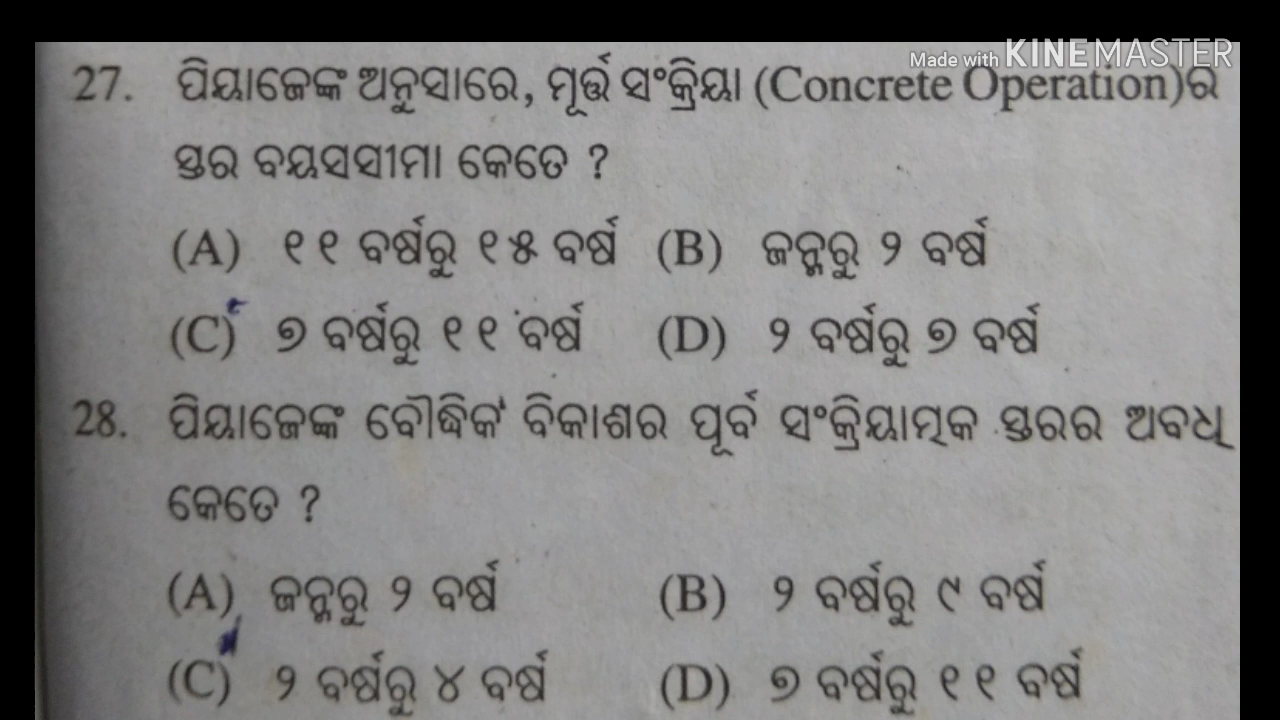 Made with KINEMASTER
27. ପିୟାଜେଙ୍କ ଅନୁସାରେ, ମୂର୍ତ୍ତ ସଂକ୍ରିୟା (Concrete Operation)ର
ସ୍ତର ବୟସସୀମା କେତେ ?
(A) ୧୧ ବର୍ଷରୁ ୧୫ ବର୍ଷ (B) ଜନ୍ମରୁ ୨ ବର୍ଷ
(C) ୭ ବର୍ଷରୁ ୧୧ ବର୍ଷ (D) ୨ ବର୍ଷରୁ ୭ ବର୍ଷ
28. ପିୟାଜେଙ୍କ ବୌଦ୍ଧିକ ବିକାଶର ପୂର୍ବ ସଂକ୍ରିୟାତ୍ମକ ସ୍ତରର ଅବଧି
କେତେ ?
(A) ଜନ୍ମରୁ ୨ ବର୍ଷ (B) ୨ ବର୍ଷରୁ ୯ ବର୍ଷ
(C) ୨ ବର୍ଷରୁ ୪ ବର୍ଷ (D) ୭ ବର୍ଷରୁ ୧୧ ବର୍ଷ